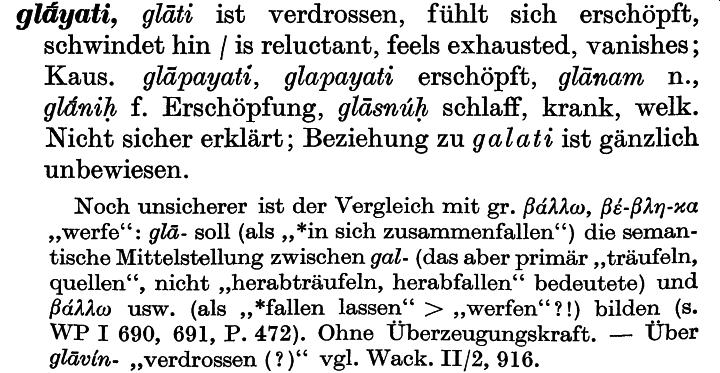 glā́yati, glāti ist verdrossen, fühlt sich erschöpft,
schwindet hin / is reluctant, feels exhausted, vanishes;
Kaus. glāpayatí, glapayati erschöpft, glānam n.,
glā́niḥ f. Erschöpfung, glāsnúḥ schlaff, krank, welk.
Nicht sicher erklärt; Beziehung zu galati ist gänzlich
unbewiesen.
Noch unsicherer ist der Vergleich mit gr. βάλλω, βέ-βλη-κα
„werfe“: glā- soll (als „*in sich zusammenfallen“) die seman-
tische Mittelstellung zwischen gal- (das aber primär „träufeln,
quellen“, nicht „herabträufeln, herabfallen“ bedeutete) und
βάλλω usw. (als „*fallen lassen“ > „werfen“?!) bilden (s.
WP I 690, 691, P. 472). Ohne Überzeugungskraft. — Über
glāvín- „verdrossen (?)“ vgl. Wack. II/2, 916.